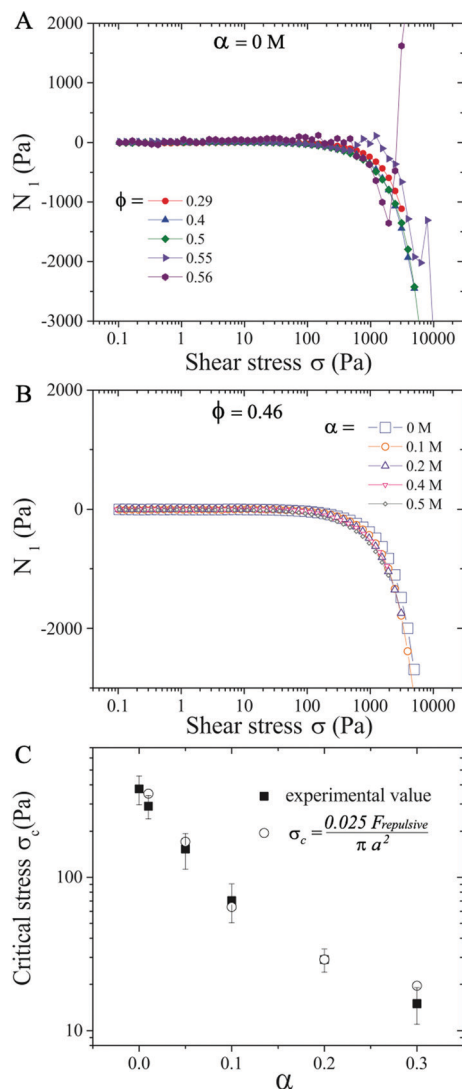 A
α = 0 M
2000
1000
0
-1000
-2000
-3000
N₁ (Pa)
ϕ =
0.29
0.4
0.5
0.55
0.56
0.1 1 10 100 1000 10000
Shear stress σ (Pa)
B
ϕ = 0.46
2000
0
-2000
N₁ (Pa)
α =
0 M
0.1 M
0.2 M
0.4 M
0.5 M
0.1 1 10 100 1000 10000
Shear stress σ (Pa)
C
Critical stress σc(Pa)
100
10
experimental value
σc = 0.025 Frepulsive / π a²
0.0 0.1 0.2 0.3
α